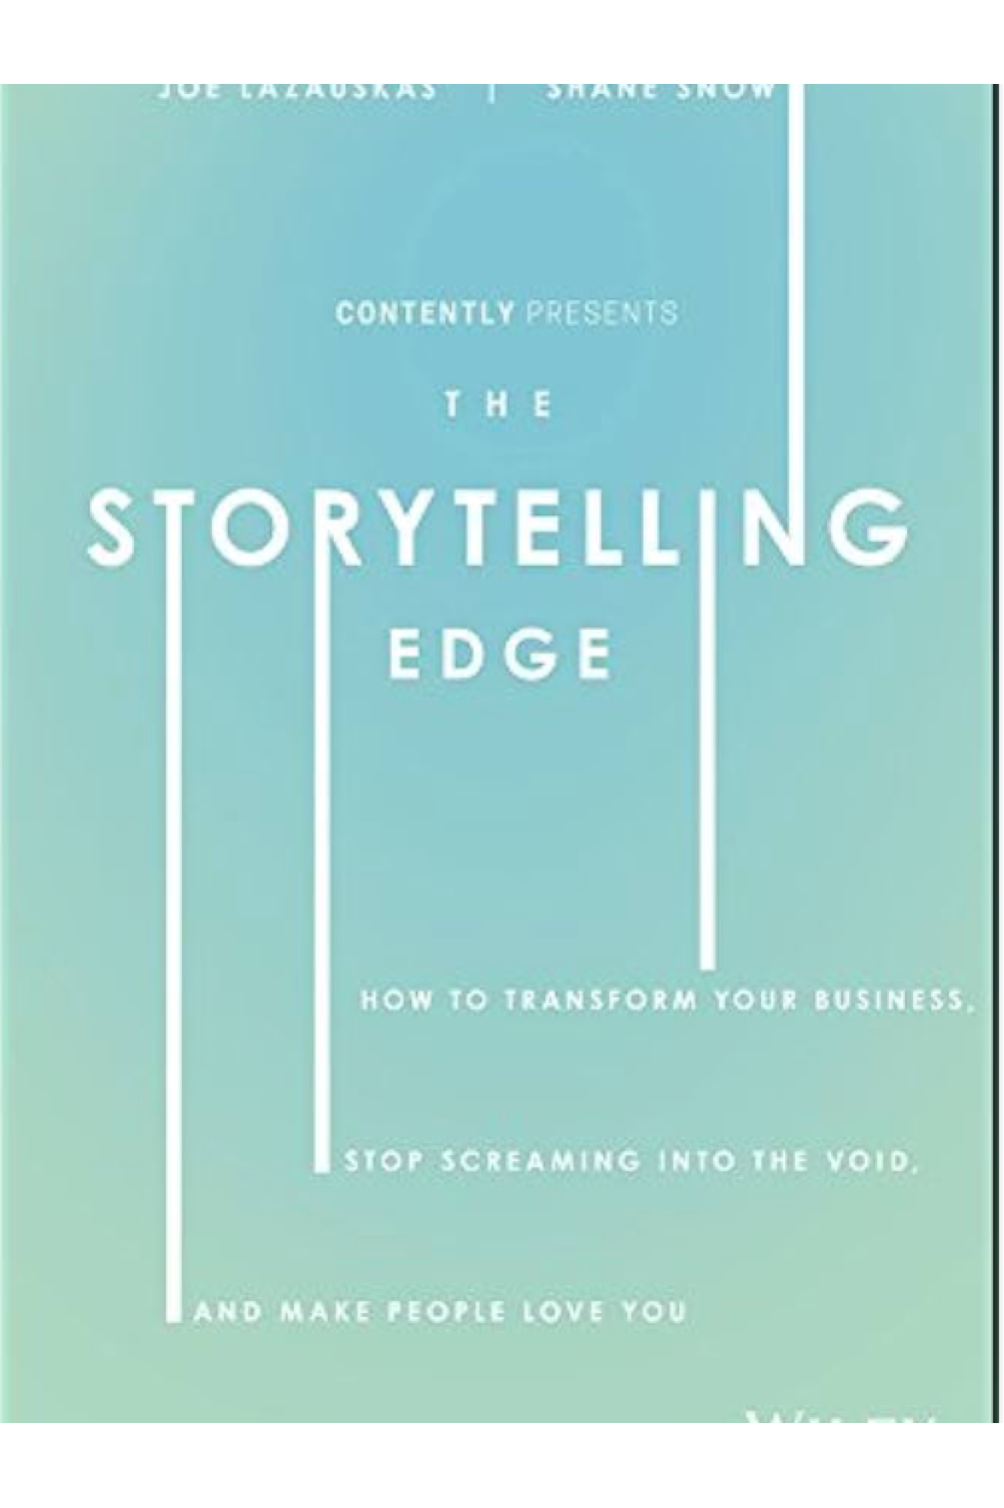 JOE LAZAUSKAS | SHANE SNOW
CONTENTLY PRESENTS
THE
STORYTELLING
EDGE
HOW TO TRANSFORM YOUR BUSINESS,
STOP SCREAMING INTO THE VOID,
AND MAKE PEOPLE LOVE YOU
WILEY